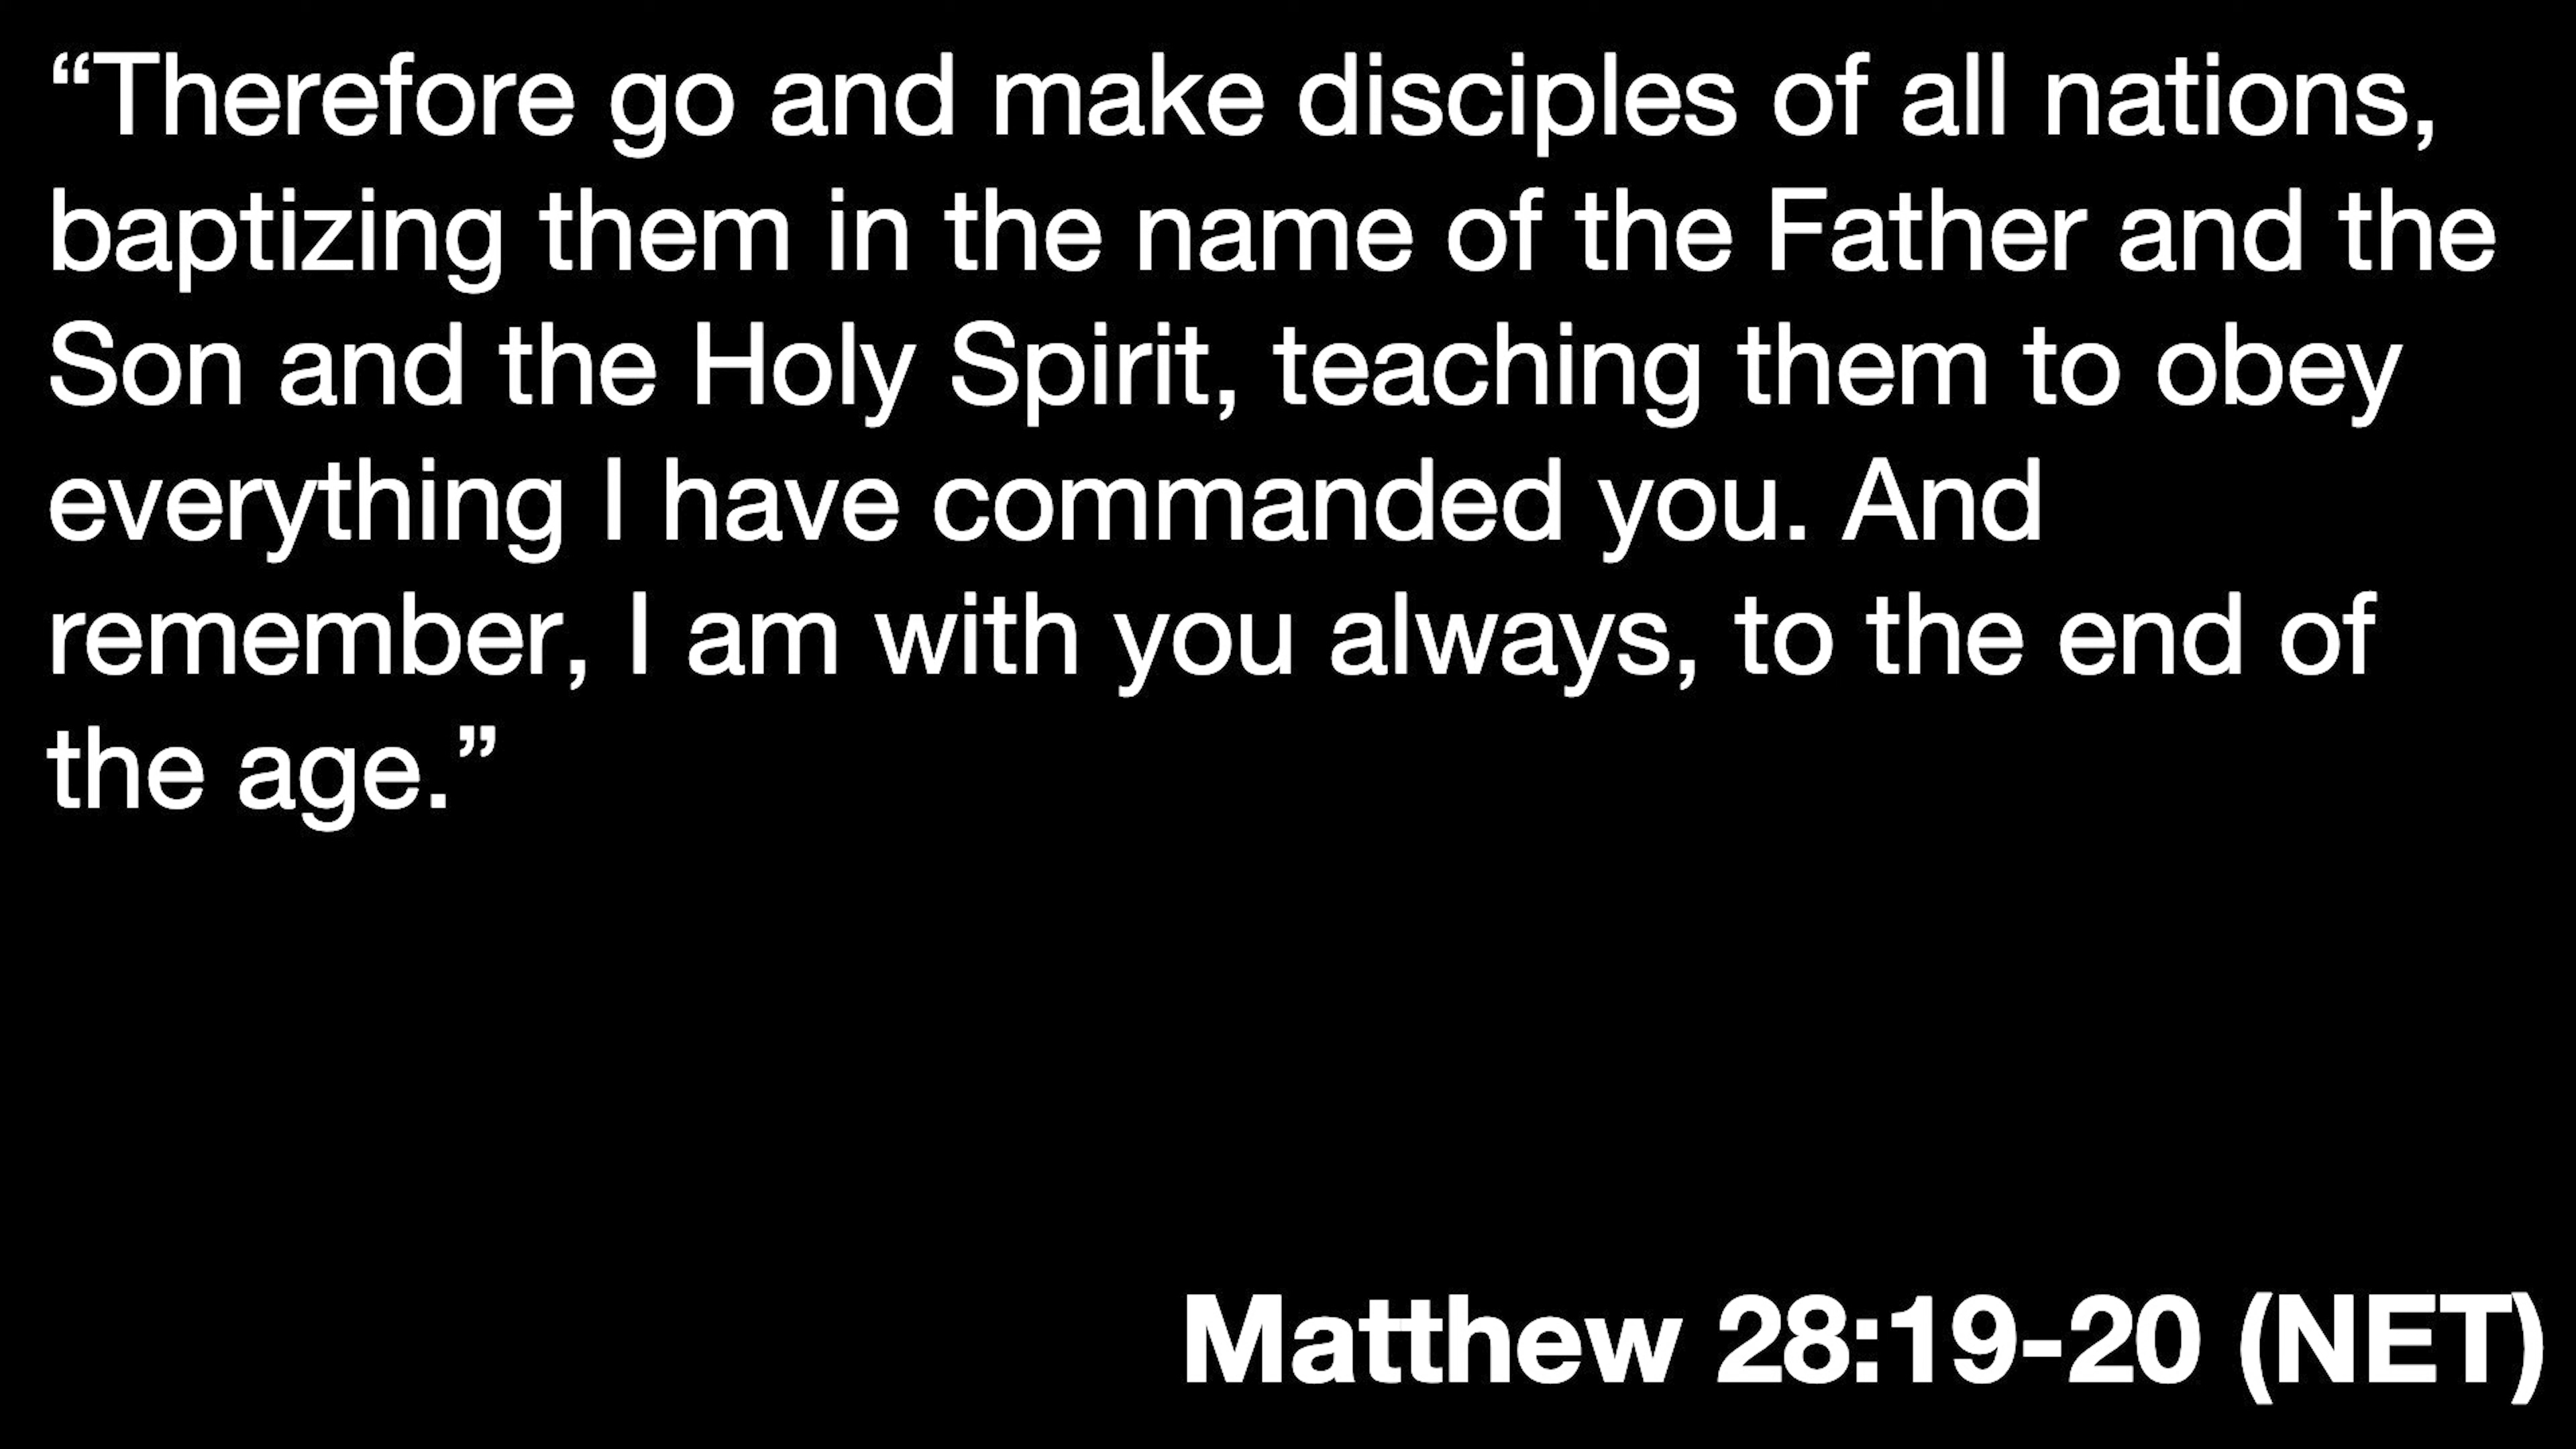 “Therefore go and make disciples of all nations,
baptizing them in the name of the Father and the
Son and the Holy Spirit, teaching them to obey
everything I have commanded you. And
remember, I am with you always, to the end of
the age.”
Matthew 28:19-20 (NET)